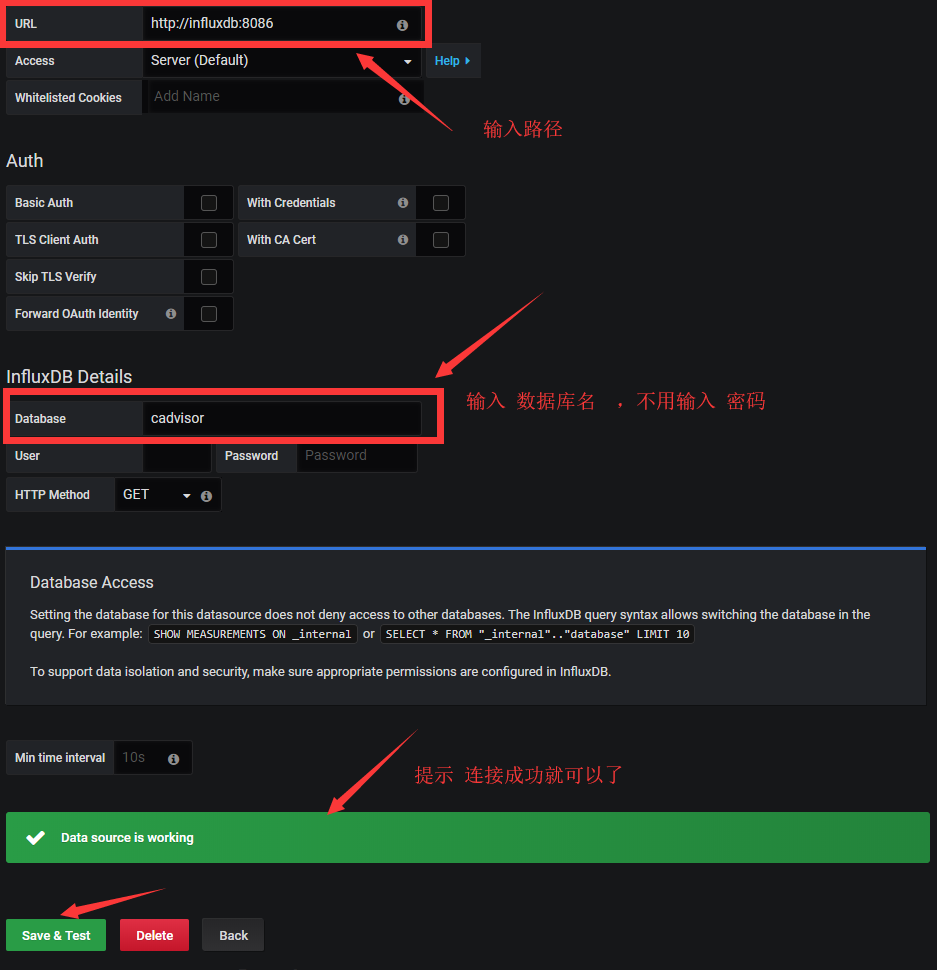 URL http://influxdb:8086
Access Server (Default) Help
Whitelisted Cookies Add Name
输入路径
Auth
Basic Auth With Credentials
TLS Client Auth With CA Cert
Skip TLS Verify
Forward OAuth Identity
InfluxDB Details
输入 数据库名 ，不用输入 密码
Database cadvisor
User Password Password
HTTP Method GET
Database Access
Setting the database for this datasource does not deny access to other databases. The InfluxDB query syntax allows switching the database in the
query. For example: SHOW MEASUREMENTS ON _internal or SELECT * FROM "_internal".."database" LIMIT 10
To support data isolation and security, make sure appropriate permissions are configured in InfluxDB.
Min time interval 10s
提示 连接成功就可以了
Data source is working
Save & Test Delete Back